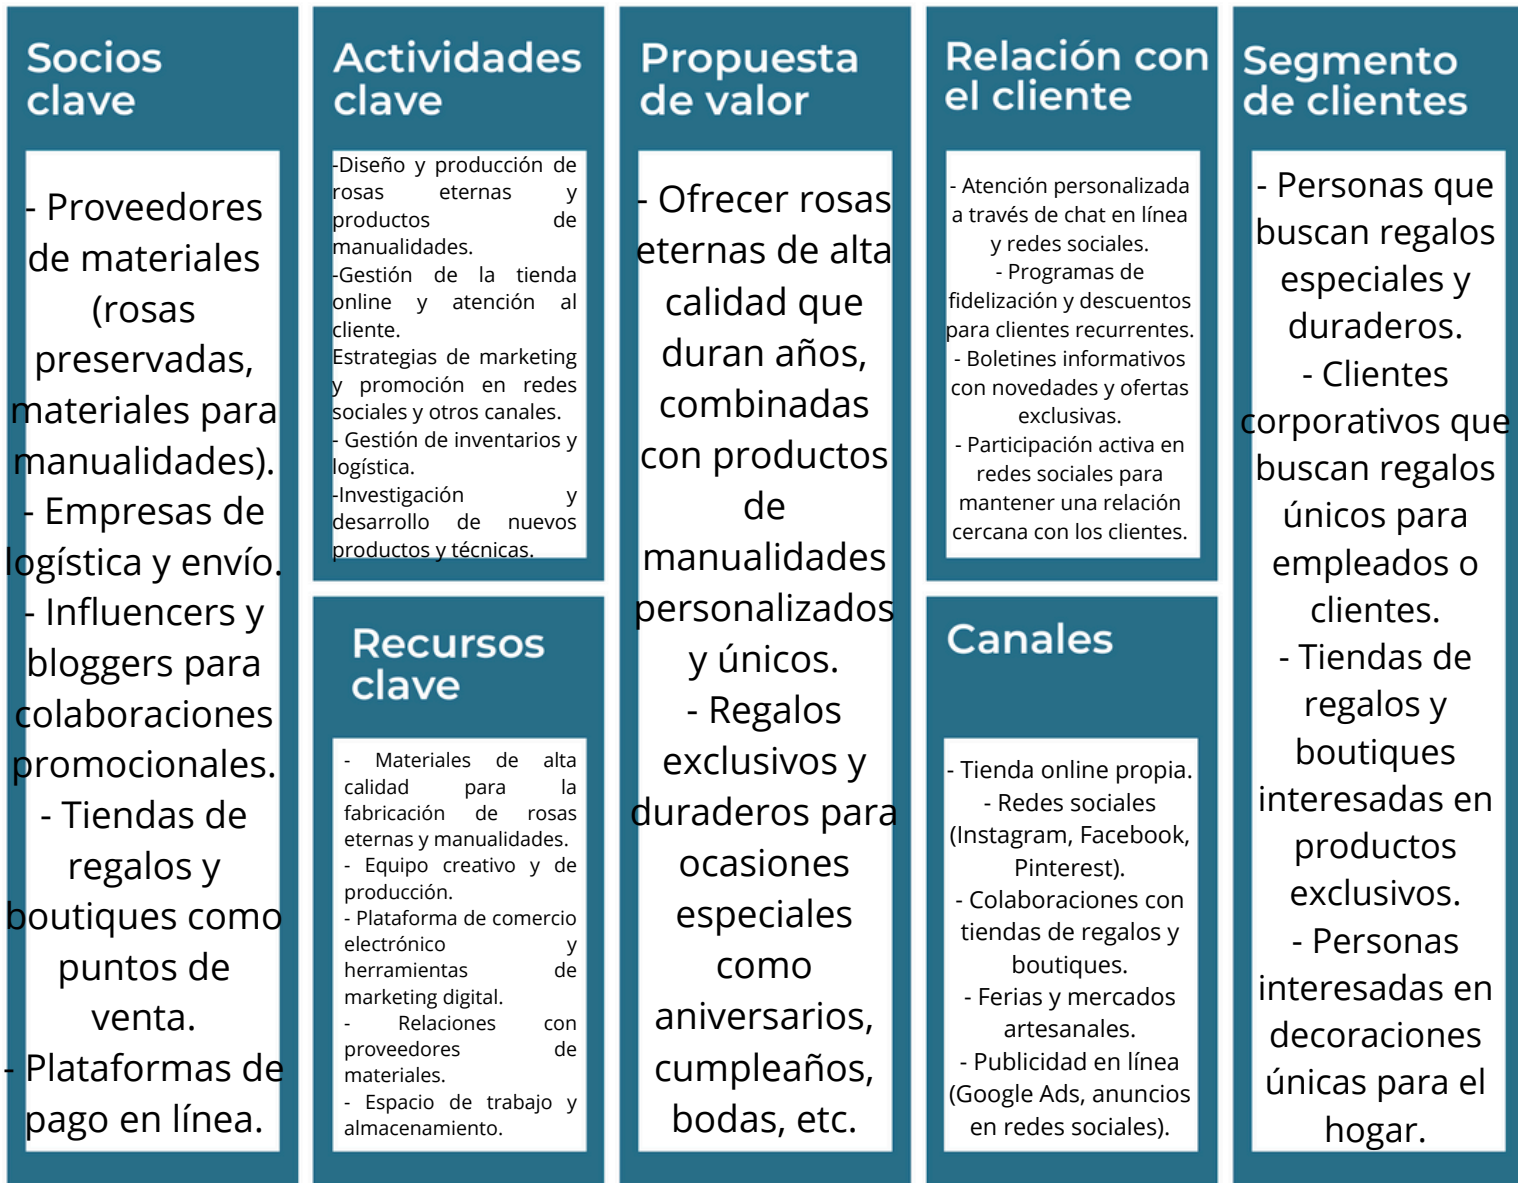 Socios
clave
- Proveedores
de materiales
(rosas
preservadas,
materiales para
manualidades).
- Empresas de
logística y envío.
- Influencers y
bloggers para
colaboraciones
promocionales.
- Tiendas de
regalos y
boutiques como
puntos de
venta.
- Plataformas de
pago en línea.
Actividades
clave
-Diseño y producción de
rosas eternas y
productos de
manualidades.
-Gestión de la tienda
online y atención al
cliente.
Estrategias de marketing
y promoción en redes
sociales y otros canales.
- Gestión de inventarios y
logística.
-Investigación y
desarrollo de nuevos
productos y técnicas.
Recursos
clave
- Materiales de alta
calidad para la
fabricación de rosas
eternas y manualidades.
- Equipo creativo y de
producción.
- Plataforma de comercio
electrónico y
herramientas de
marketing digital.
- Relaciones con
proveedores de
materiales.
- Espacio de trabajo y
almacenamiento.
Propuesta
de valor
- Ofrecer rosas
eternas de alta
calidad que
duran años,
combinadas
con productos
de
manualidades
personalizados
y únicos.
- Regalos
exclusivos y
duraderos para
ocasiones
especiales
como
aniversarios,
cumpleaños,
bodas, etc.
Relación con
el cliente
- Atención personalizada
a través de chat en línea
y redes sociales.
- Programas de
fidelización y descuentos
para clientes recurrentes.
- Boletines informativos
con novedades y ofertas
exclusivas.
- Participación activa en
redes sociales para
mantener una relación
cercana con los clientes.
Canales
- Tienda online propia.
- Redes sociales
(Instagram, Facebook,
Pinterest).
- Colaboraciones con
tiendas de regalos y
boutiques.
- Ferias y mercados
artesanales.
- Publicidad en línea
(Google Ads, anuncios
en redes sociales).
Segmento
de clientes
- Personas que
buscan regalos
especiales y
duraderos.
- Clientes
corporativos que
buscan regalos
únicos para
empleados o
clientes.
- Tiendas de
regalos y
boutiques
interesadas en
productos
exclusivos.
- Personas
interesadas en
decoraciones
únicas para el
hogar.